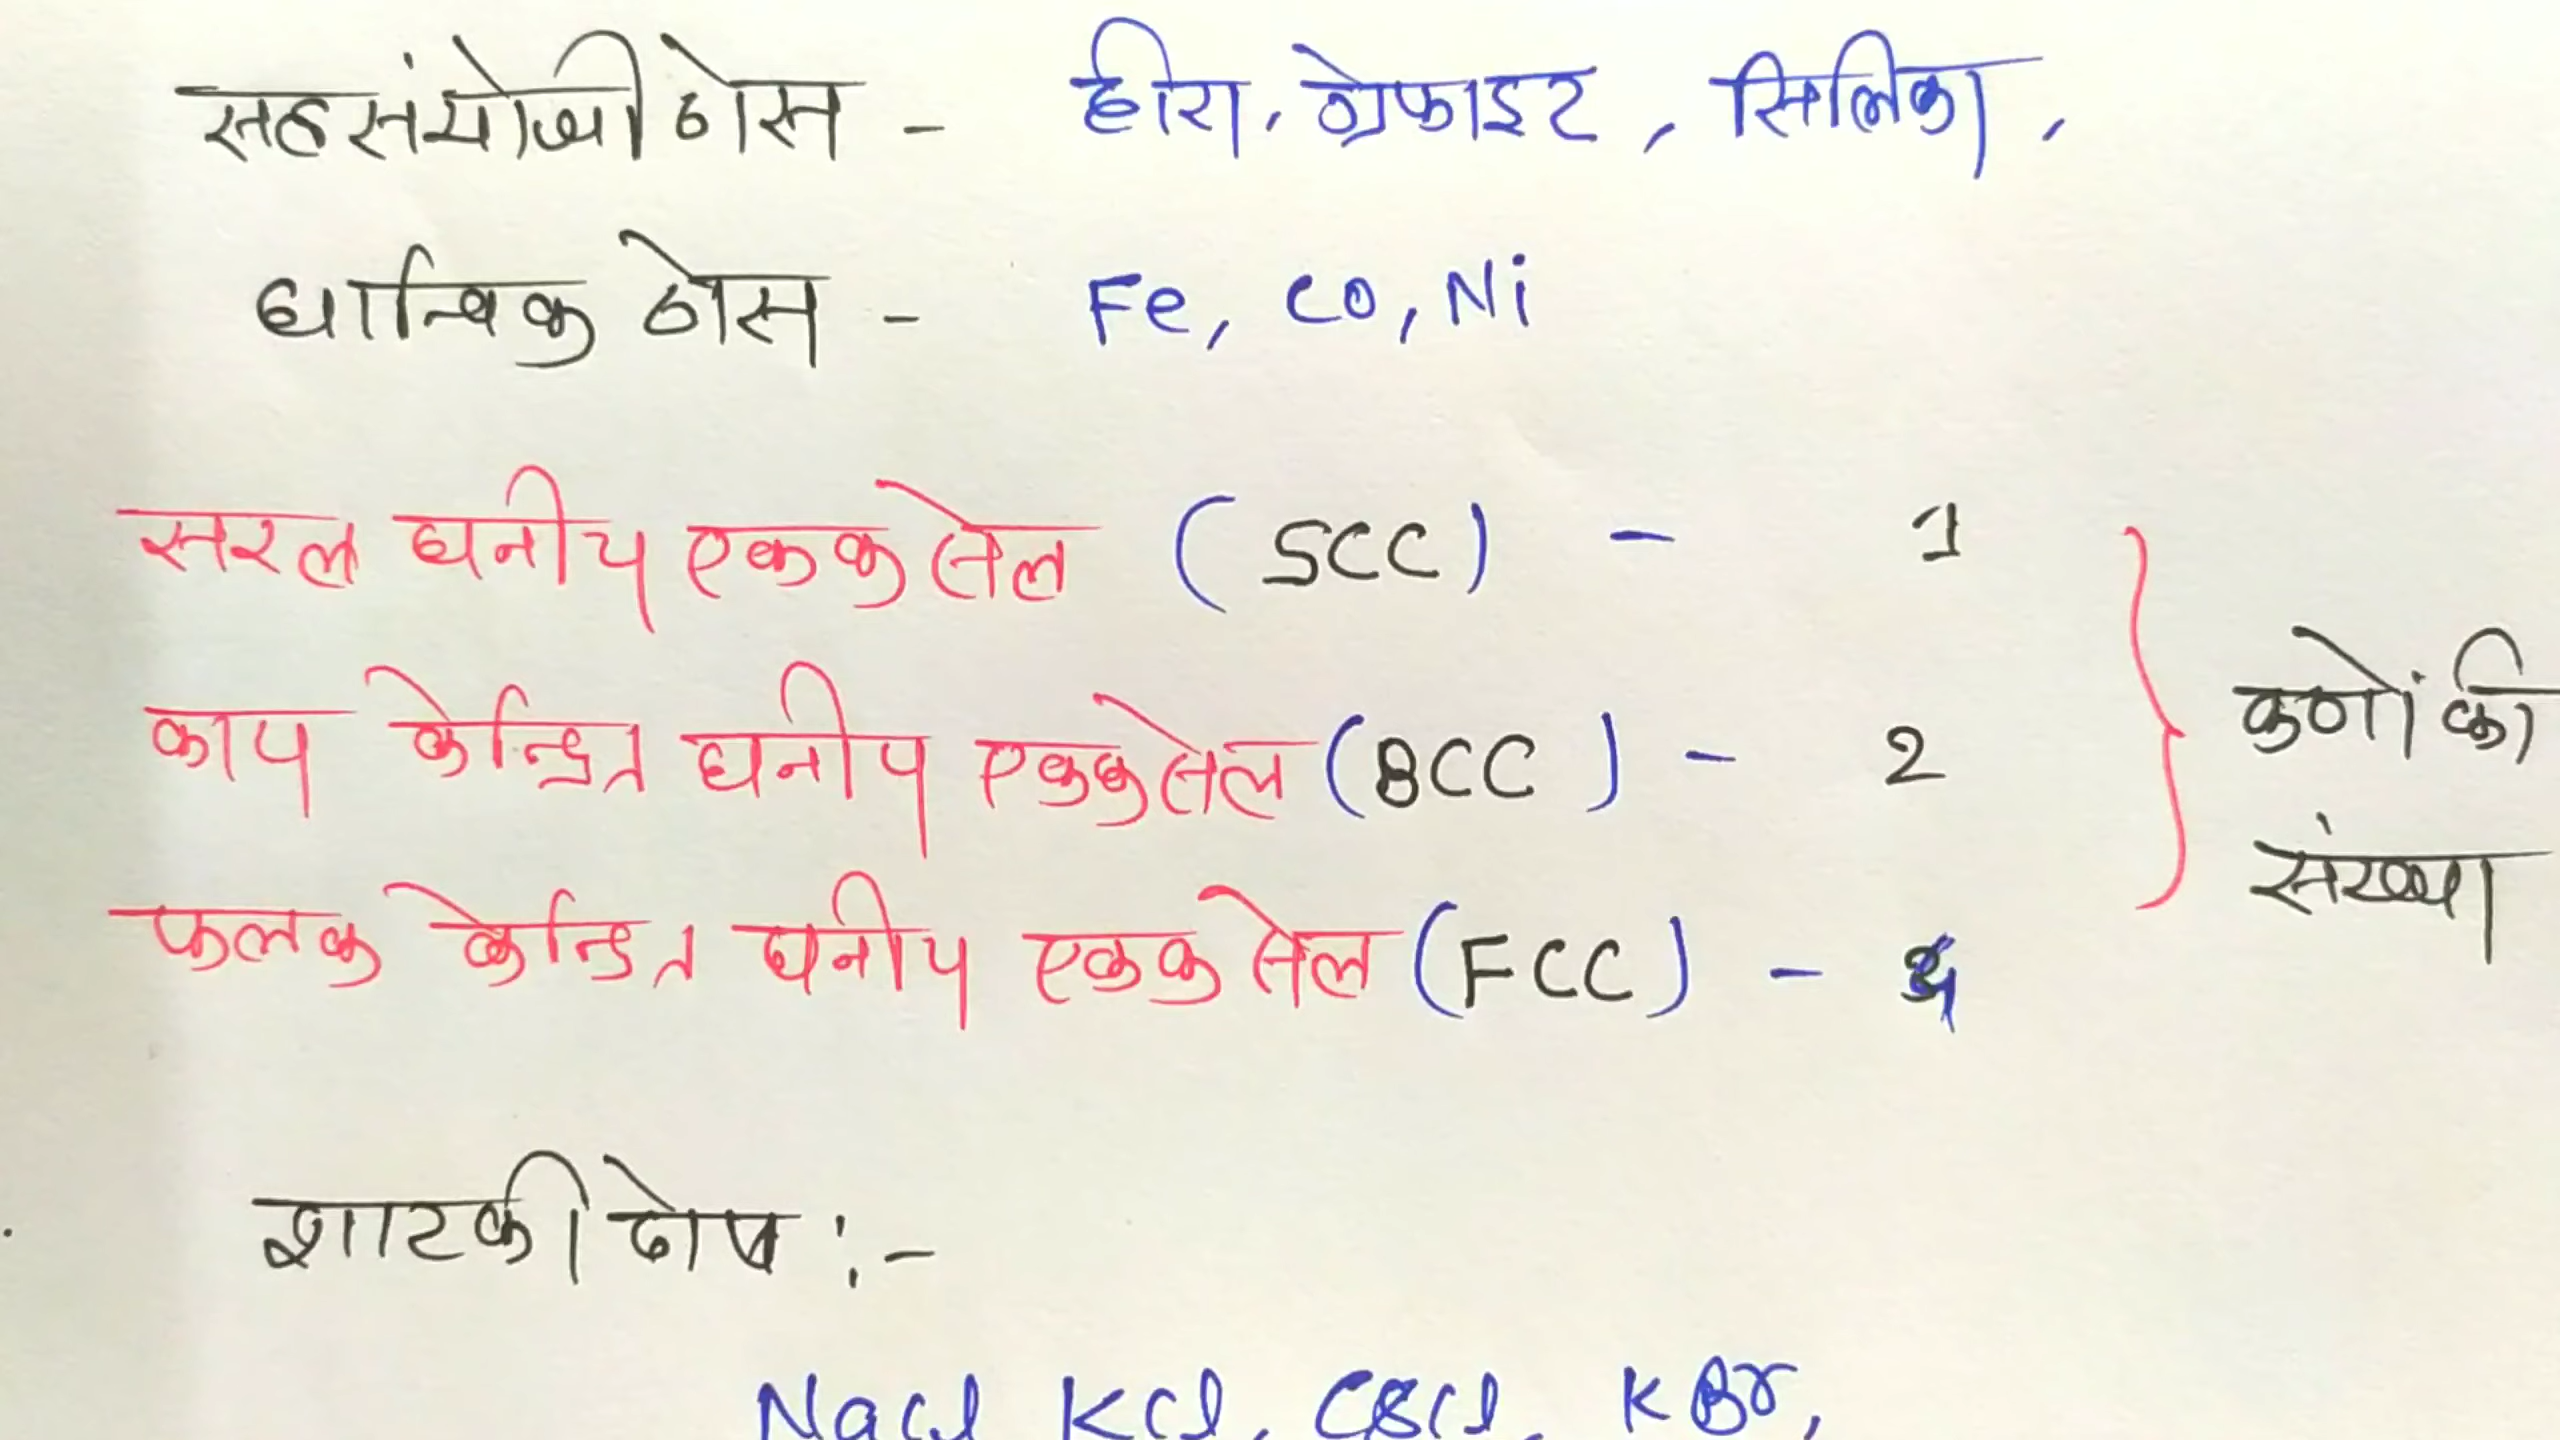 सहसंयोजी ठोस - हीरा, ग्रेफाइट, सिलिका,
धात्विक ठोस - Fe, Co, Ni
सरल घनीय एकक सेल (SCC) - 1
काय केन्द्रित घनीय एकक सेल (BCC) - 2
कणों की
संख्या
फलक केन्द्रित घनीय एकक सेल (FCC) - 4
शाटकी दोष :-
NaCl KCl, CsCl, KBr,